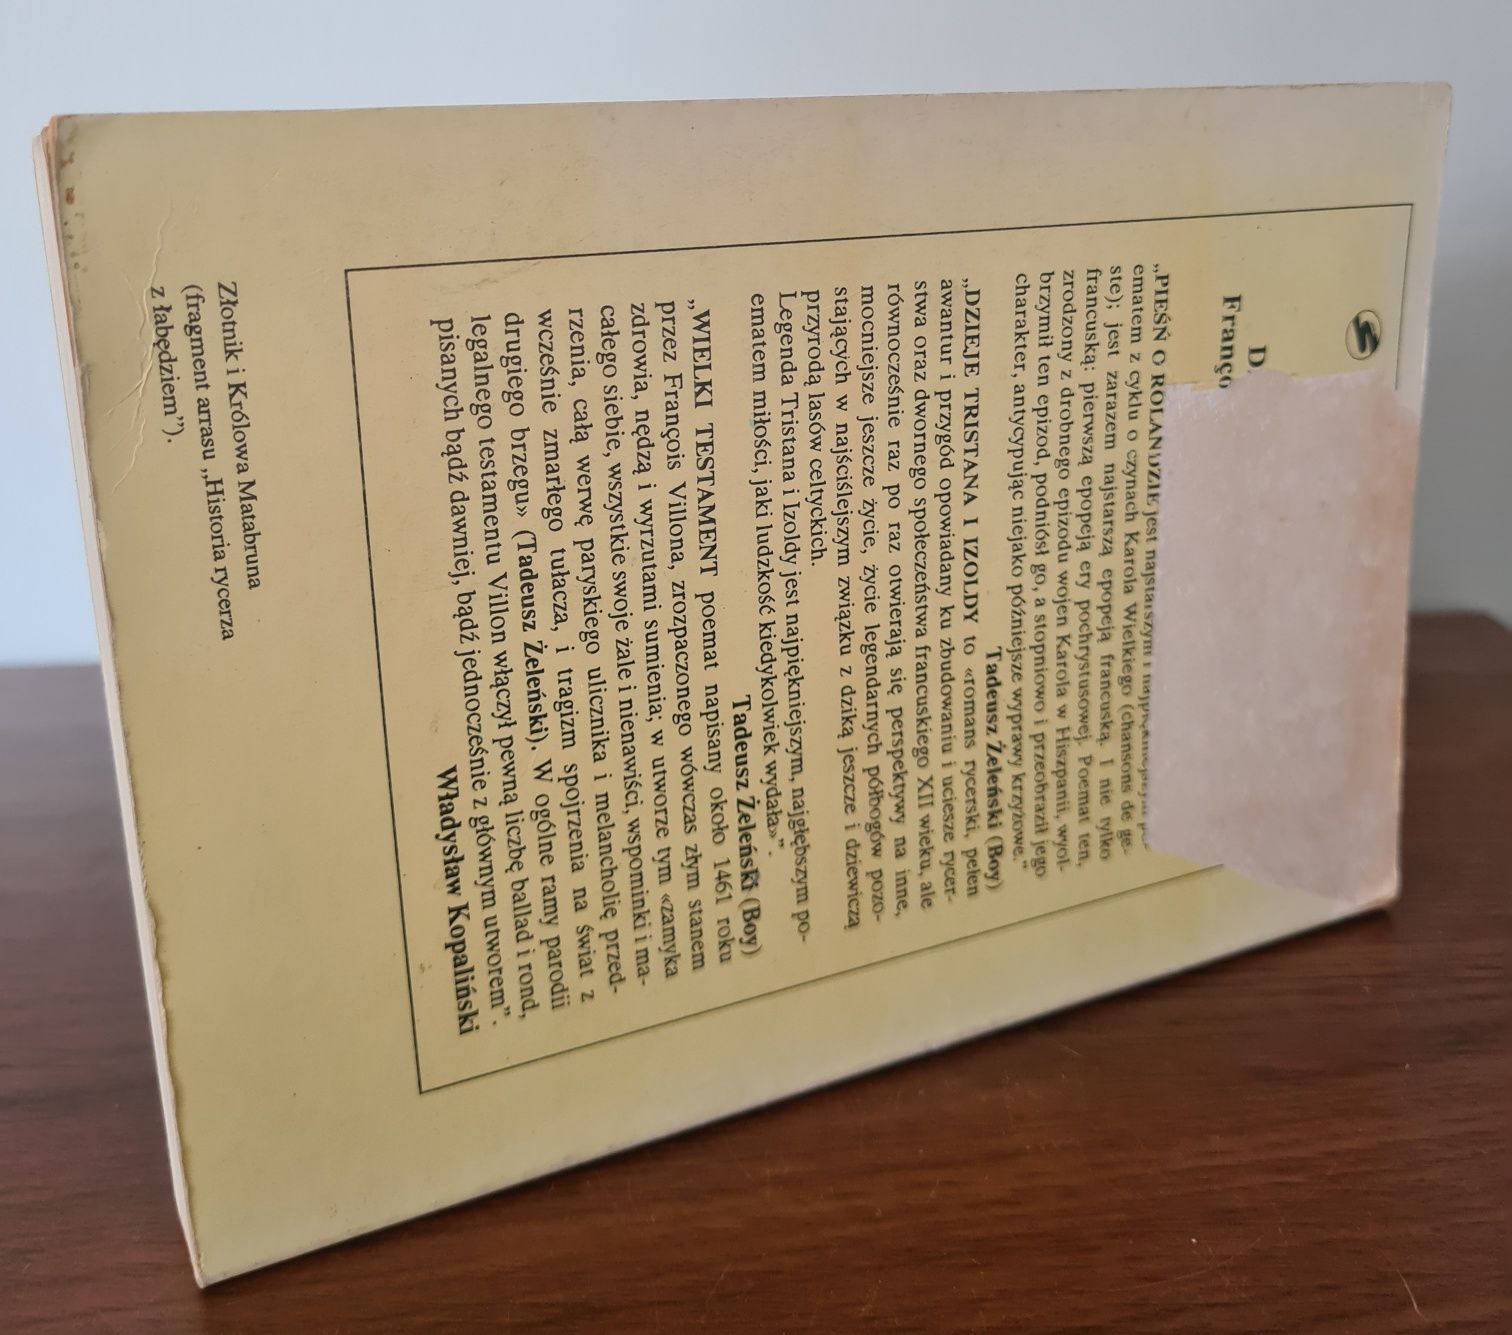 D
Franço
„PIEŚŃ O ROLANDZIE jest najstarszym i
ematem z cyklu o czynach Karola Wielkiego (chansons de ge-
ste); jest zarazem najstarszą epopeją francuską. I nie tylko
francuską: pierwszą epopeją ery pochrystusowej. Poemat ten,
zrodzony z drobnego epizodu wojen Karola w Hiszpanii, wyol-
brzymił ten epizod, podniósł go, a stopniowo i przeobraził jego
charakter, antycypując niejako późniejsze wyprawy krzyżowe."
Tadeusz Żeleński (Boy)
„DZIEJE TRISTANA I IZOLDY to «romans rycerski, pełen
awantur i przygód opowiadany ku zbudowaniu i uciesze rycer-
stwa oraz dwornego społeczeństwa francuskiego XII wieku, ale
równocześnie raz po raz otwierają się perspektywy na inne,
mocniejsze jeszcze życie, życie legendarnych półbogów pozo-
stających w najściślejszym związku z dziką jeszcze i dziewiczą
przyrodą lasów celtyckich.
Legenda Tristana i Izoldy jest najpiękniejszym, najgłębszym po-
ematem miłości, jaki ludzkość kiedykolwiek wydała»".
Tadeusz Żeleński (Boy)
„WIELKI TESTAMENT poemat napisany około 1461 roku
przez François Villona, zrozpaczonego wówczas złym stanem
zdrowia, nędzą i wyrzutami sumienia; w utworze tym «zamyka
całego siebie, wszystkie swoje żale i nienawiści, wspominki i ma-
rzenia, całą werwę paryskiego ulicznika i melancholię przed-
wcześnie zmarłego tułacza, i tragizm spojrzenia na świat z
drugiego brzegu» (Tadeusz Żeleński). W ogólne ramy parodii
legalnego testamentu Villon włączył pewną liczbę ballad i rond,
pisanych bądź dawniej, bądź jednocześnie z głównym utworem".
Władysław Kopaliński
Złotnik i Królowa Matabruna
(fragment arrasu „Historia rycerza
z łabędziem").